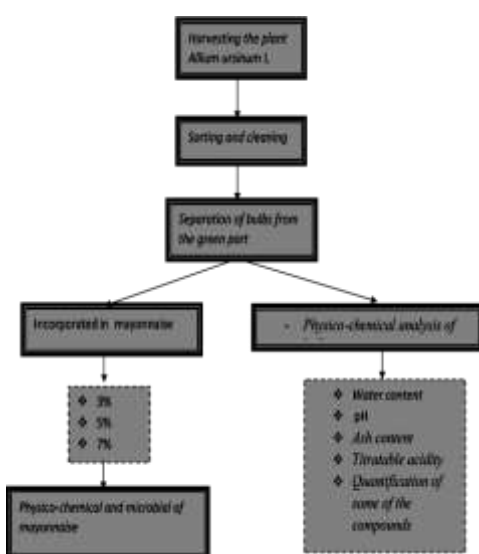 Harvesting the plant
Allium ursinum L
Sorting and cleaning
Separation of bulbs from
the green part
Incorporated in mayonnaise
- Physico-chemical analysis of
❖ 3%
❖ 5%
❖ 7%
❖ Water content
❖ pH
❖ Ash content
❖ Titratable acidity
❖ Quantification of
some of the
compounds
Physico-chemical and microbial of
mayonnaise